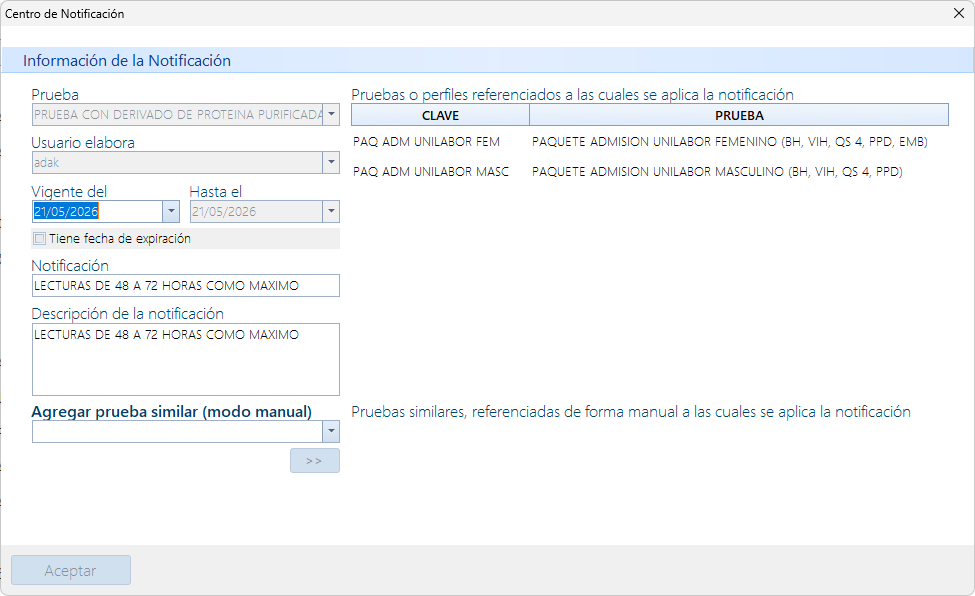 Centro de Notificación
Información de la Notificación
Prueba
PRUEBA CON DERIVADO DE PROTEINA PURIFICADA
Usuario elabora
adak
Vigente del
Hasta el
21/05/2026
21/05/2026
Tiene fecha de expiración
Notificación
LECTURAS DE 48 A 72 HORAS COMO MAXIMO
Descripción de la notificación
LECTURAS DE 48 A 72 HORAS COMO MAXIMO
Agregar prueba similar (modo manual)
>>
Pruebas o perfiles referenciados a las cuales se aplica la notificación
CLAVE PRUEBA
PAQ ADM UNILABOR FEM PAQUETE ADMISION UNILABOR FEMENINO (BH, VIH, QS 4, PPD, EMB)
PAQ ADM UNILABOR MASC PAQUETE ADMISION UNILABOR MASCULINO (BH, VIH, QS 4, PPD)
Pruebas similares, referenciadas de forma manual a las cuales se aplica la notificación
Aceptar